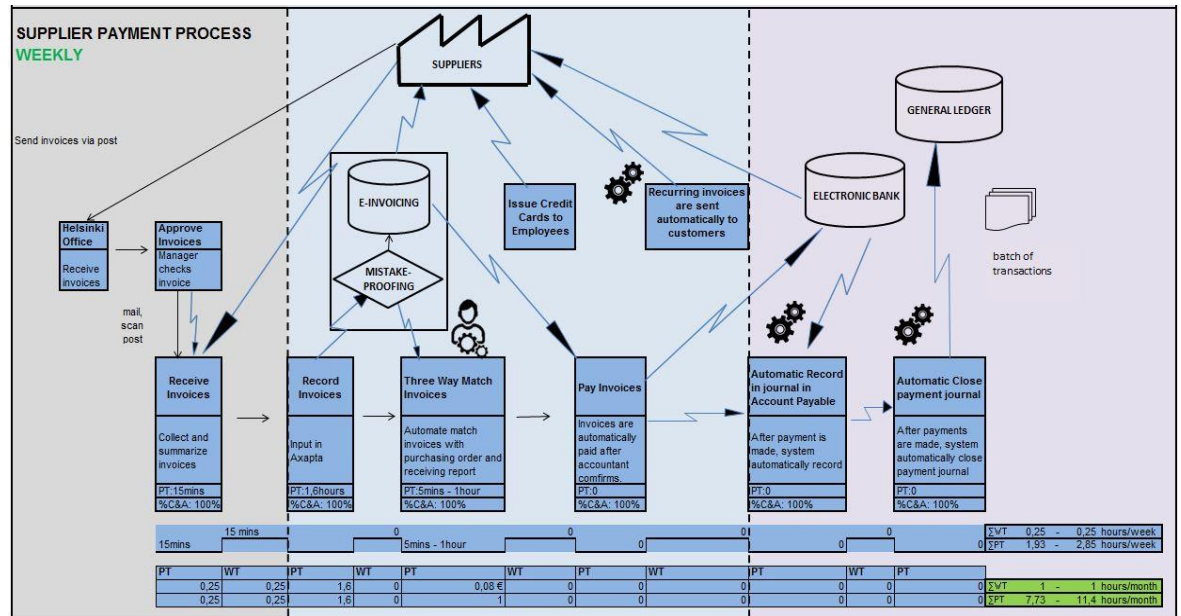 SUPPLIER PAYMENT PROCESS
WEEKLY
SUPPLIERS
GENERAL LEDGER
Send invoices via post
E-INVOICING
Issue Credit
Cards to
Employees
Recurring invoices
are sent
automatically to
customers
ELECTRONIC BANK
batch of
transactions
Helsinki
Office
Receive
invoices
Approve
Invoices
Manager
checks
invoice
MISTAKE-
PROOFING
mail,
scan
post
Receive
Invoices
Collect and
summarize
invoices
PT:15mins
%C&A: 100%
Record
Invoices
Input in
Axapta
PT:1,6hours
%C&A: 100%
Three Way Match
Invoices
Automate match
invoices with
purchasing order and
receiving report
PT:5mins - 1hour
%C&A: 100%
Pay Invoices
Invoices are
automatically
paid after
accountant
comfirms.
PT:0
%C&A: 100%
Automatic Record
in journal in
Account Payable
After payment is
made, system
automatically record
PT:0
%C&A: 100%
Automatic Close
payment journal
After payments
are made, system
automatically close
payment journal
PT:0
%C&A: 100%
15 mins 0 0 0 0 ∑WT 0,25 - 0,25 hours/week
15mins 5mins - 1hour 0 0 0 ∑PT 1,93 - 2,85 hours/week
PT WT PT WT PT WT PT WT PT WT PT
0,25 0,25 1,6 0 0,08 € 0 0 0 0 0 0 ∑WT 1 - 1 hours/month
0,25 0,25 1,6 0 1 0 0 0 0 0 0 ∑PT 7,73 - 11,4 hours/month